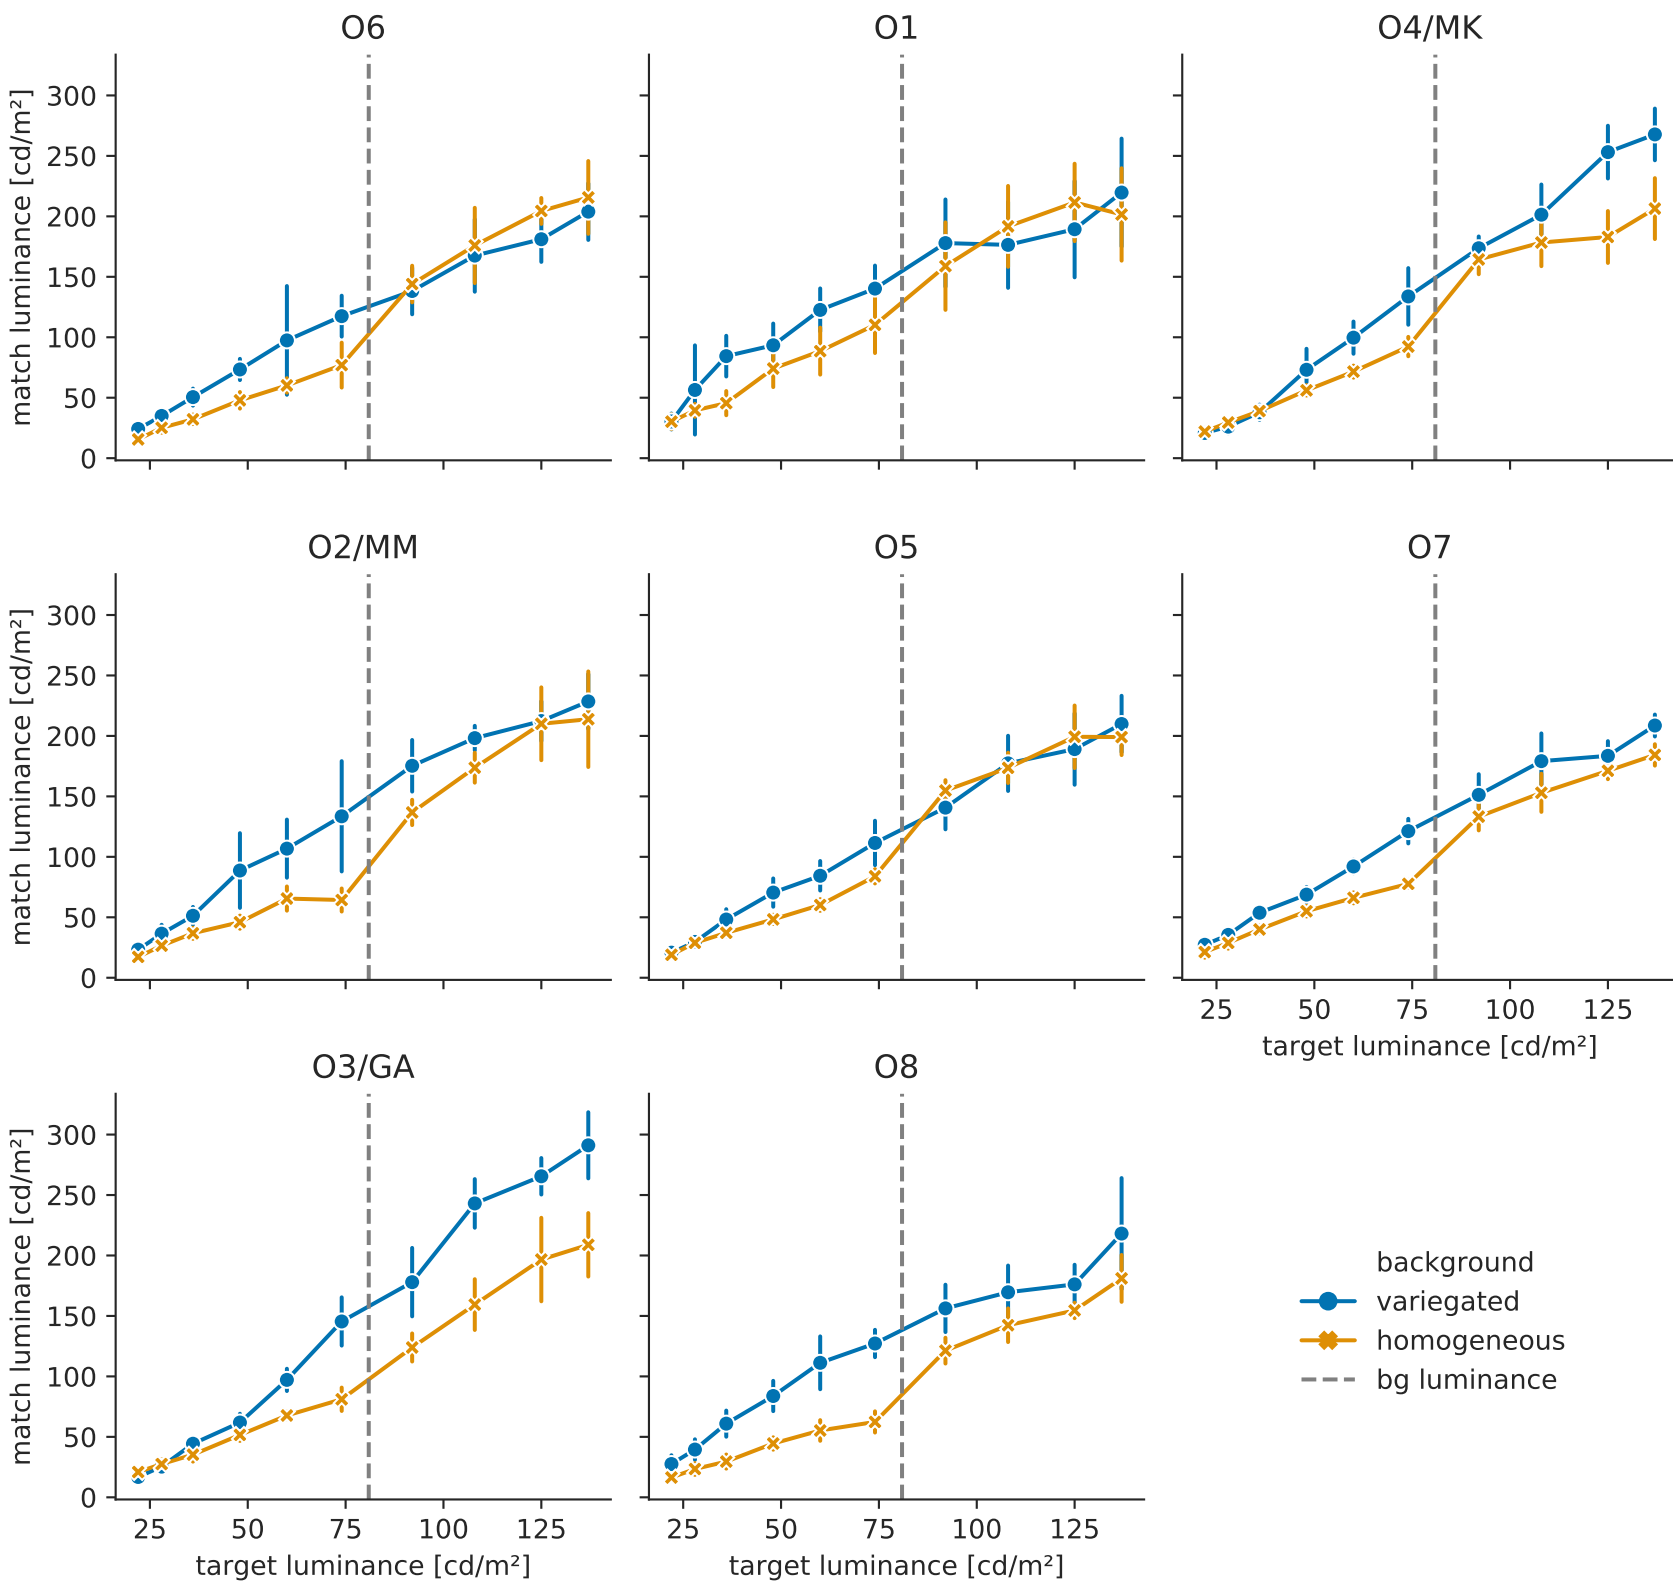 O6
O1
O4/MK
match luminance [cd/m²]
300
250
200
150
100
50
0
O2/MM
O5
O7
match luminance [cd/m²]
300
250
200
150
100
50
0
25 50 75 100 125
target luminance [cd/m²]
O3/GA
O8
match luminance [cd/m²]
300
250
200
150
100
50
0
25 50 75 100 125
target luminance [cd/m²]
25 50 75 100 125
target luminance [cd/m²]
background
variegated
homogeneous
bg luminance